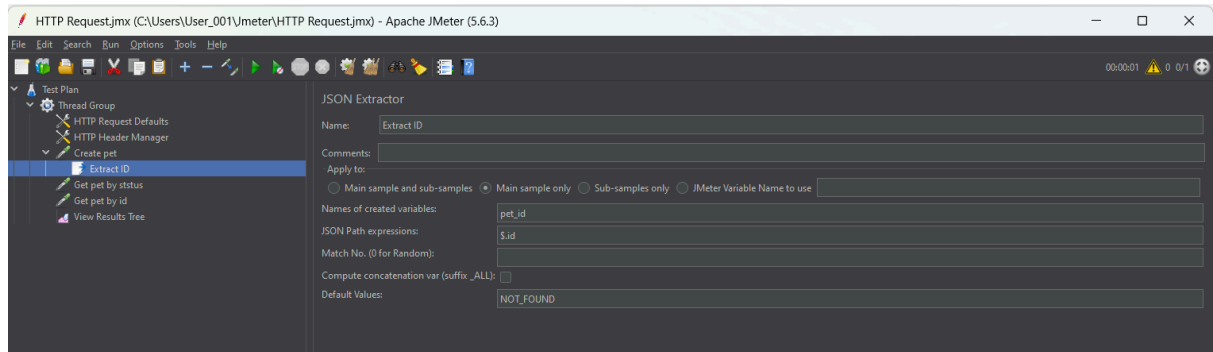 HTTP Request.jmx (C:\Users\User_001\Jmeter\HTTP Request.jmx) - Apache JMeter (5.6.3)
File Edit Search Run Options Tools Help
00:00:01 0 0/1
Test Plan
Thread Group
HTTP Request Defaults
HTTP Header Manager
Create pet
Extract ID
Get pet by ststus
Get pet by id
View Results Tree
JSON Extractor
Name: Extract ID
Comments:
Apply to:
Main sample and sub-samples Main sample only Sub-samples only JMeter Variable Name to use
Names of created variables: pet_id
JSON Path expressions: $.id
Match No. (0 for Random):
Compute concatenation var (suffix _ALL):
Default Values: NOT_FOUND